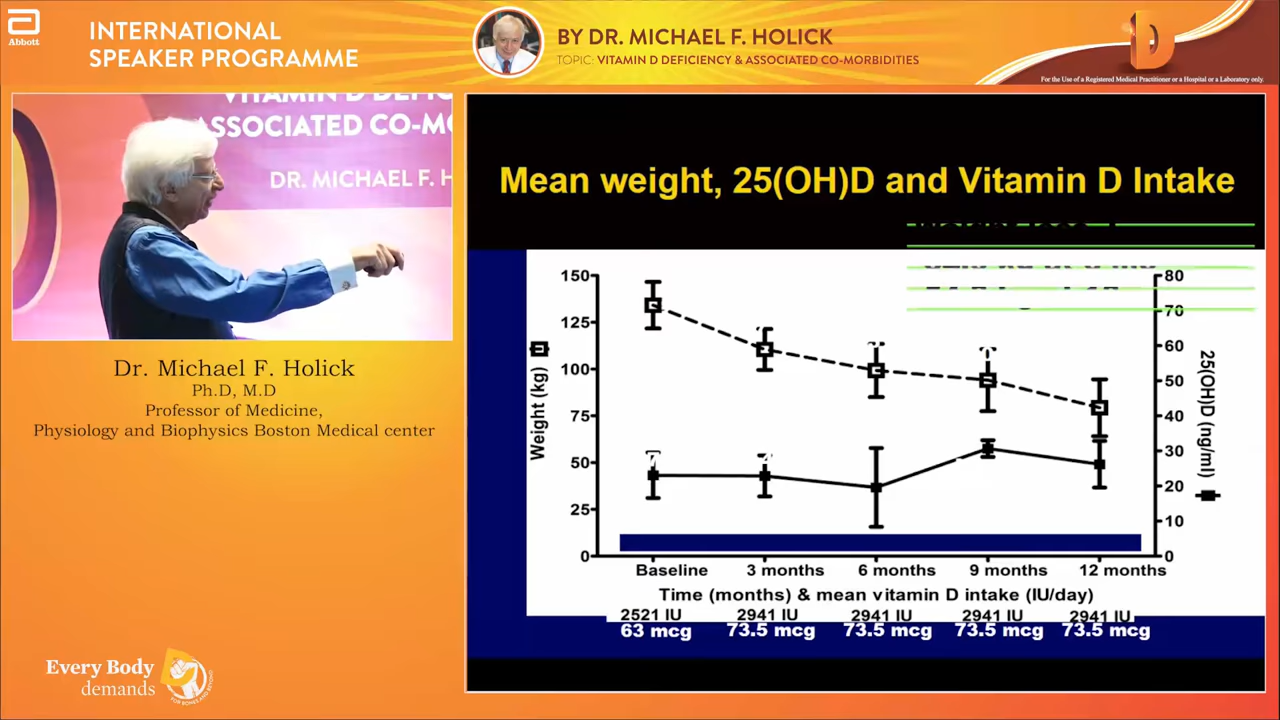 Abbott
INTERNATIONAL
SPEAKER PROGRAMME
BY DR. MICHAEL F. HOLICK
TOPIC: VITAMIN D DEFICIENCY & ASSOCIATED CO-MORBIDITIES
D
For the Use of a Registered Medical Practitioner or a Hospital or a Laboratory only.
VITAMIN D DEFIC
ASSOCIATED CO-MO
DR. MICHAEL F. H
Dr. Michael F. Holick
Ph.D, M.D
Professor of Medicine,
Physiology and Biophysics Boston Medical center
Every Body
demands
Mean weight, 25(OH)D and Vitamin D Intake
150
125
100
75
50
25
0
Weight (kg)
80
70
60
50
40
30
20
10
0
25(OH)D (ng/ml)
Baseline 3 months 6 months 9 months 12 months
Time (months) & mean vitamin D intake (IU/day)
2521 IU 2941 IU 2941 IU 2941 IU 2941 IU
63 mcg 73.5 mcg 73.5 mcg 73.5 mcg 73.5 mcg